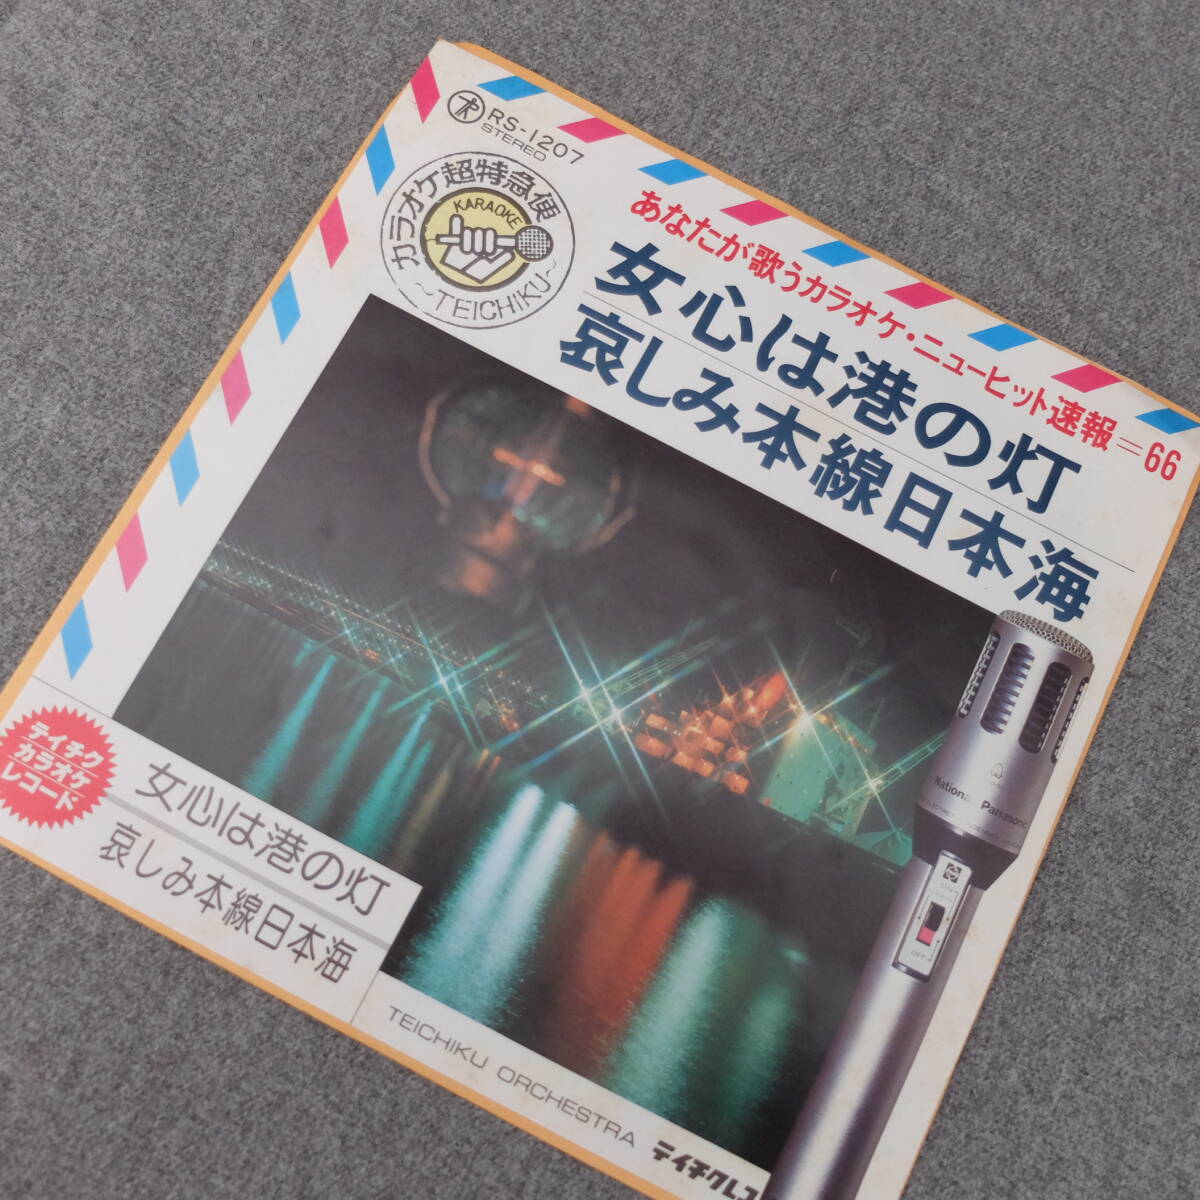 RS-1207
STEREO
カラオケ超特急便
KARAOKE
~TEICHIKU~
あなたが歌うカラオケ・ニューヒット速報=66
女心は港の灯
哀しみ本線日本海
National Panasonic
ON
OFF
テイチク
カラオケ
レコード
女心は港の灯
哀しみ本線日本海
TEICHIKU ORCHESTRA
テイチクレコ